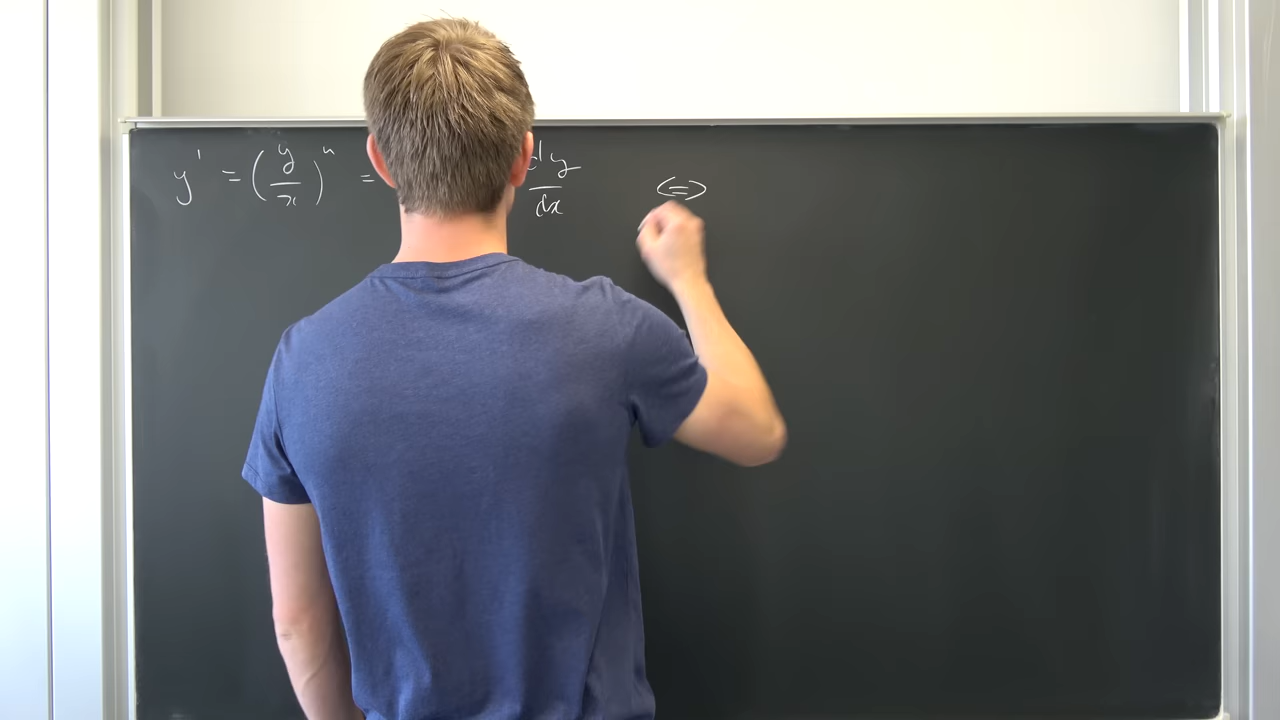 y' = (y/x)^n = dy/dx <=>